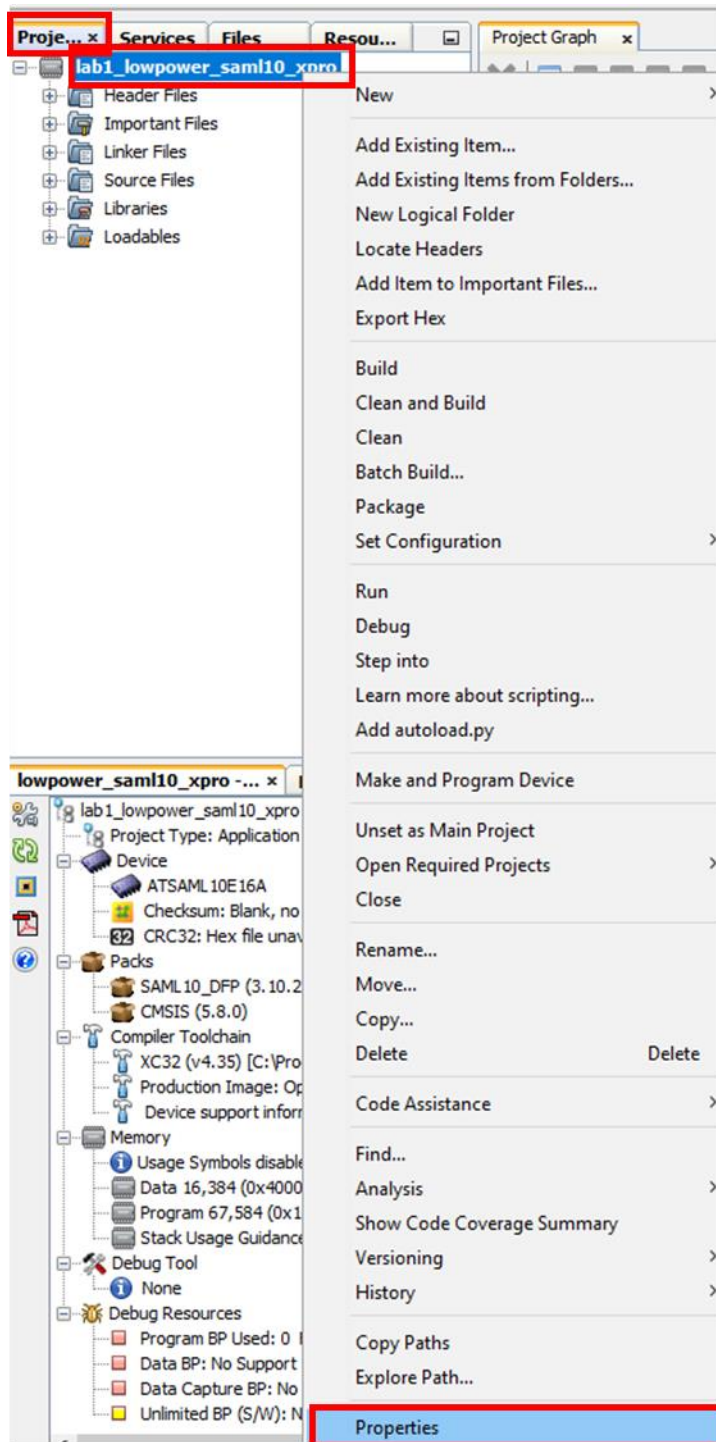 Proje...
Services
Files
Resou...
Project Graph
lab1_lowpower_saml10_xpro
Header Files
Important Files
Linker Files
Source Files
Libraries
Loadables
New
Add Existing Item...
Add Existing Items from Folders...
New Logical Folder
Locate Headers
Add Item to Important Files...
Export Hex
Build
Clean and Build
Clean
Batch Build...
Package
Set Configuration
Run
Debug
Step into
Learn more about scripting...
Add autoload.py
Make and Program Device
Unset as Main Project
Open Required Projects
Close
Rename...
Move...
Copy...
Delete Delete
Code Assistance
Find...
Analysis
Show Code Coverage Summary
Versioning
History
Copy Paths
Explore Path...
Properties
lowpower_saml10_xpro -...
lab1_lowpower_saml10_xpro
Project Type: Application
Device
ATSAML10E16A
Checksum: Blank, no
CRC32: Hex file
Packs
SAML10_DFP (3.10.2
CMSIS (5.8.0)
Compiler Toolchain
XC32 (v4.35) [C:\Pro
Production Image: Op
Device support
Memory
Usage Symbols
Data 16,384 (0x4000
Program 67,584 (0x1
Stack Usage Guidance
Debug Tool
None
Debug Resources
Program BP Used: 0
Data BP: No Support
Data Capture BP: No
Unlimited BP (S/W): N